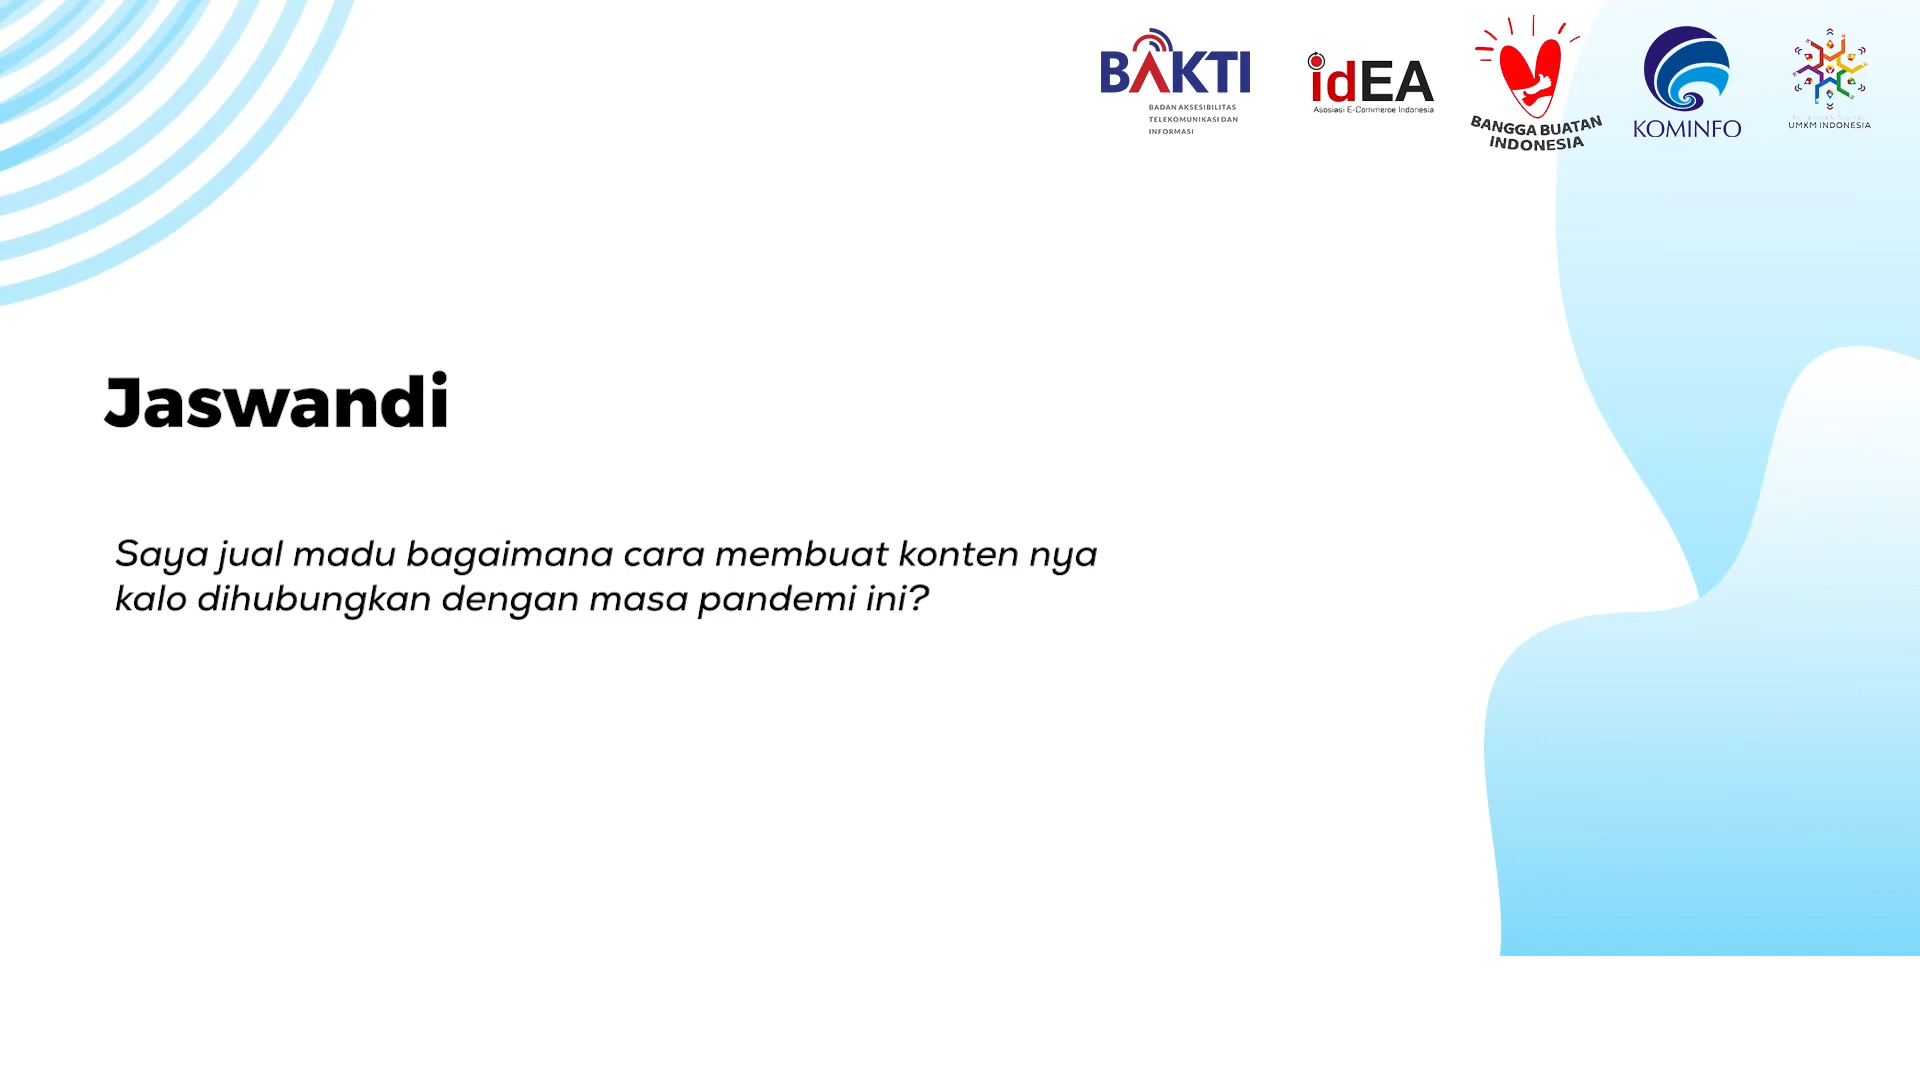 BAKTI
BADAN AKSESIBILITAS
TELEKOMUNIKASI DAN
INFORMASI
idEA
Asosiasi E-Commerce Indonesia
BANGGA BUATAN
INDONESIA
KOMINFO
UMKM INDONESIA
Jaswandi
Saya jual madu bagaimana cara membuat konten nya
kalo dihubungkan dengan masa pandemi ini?